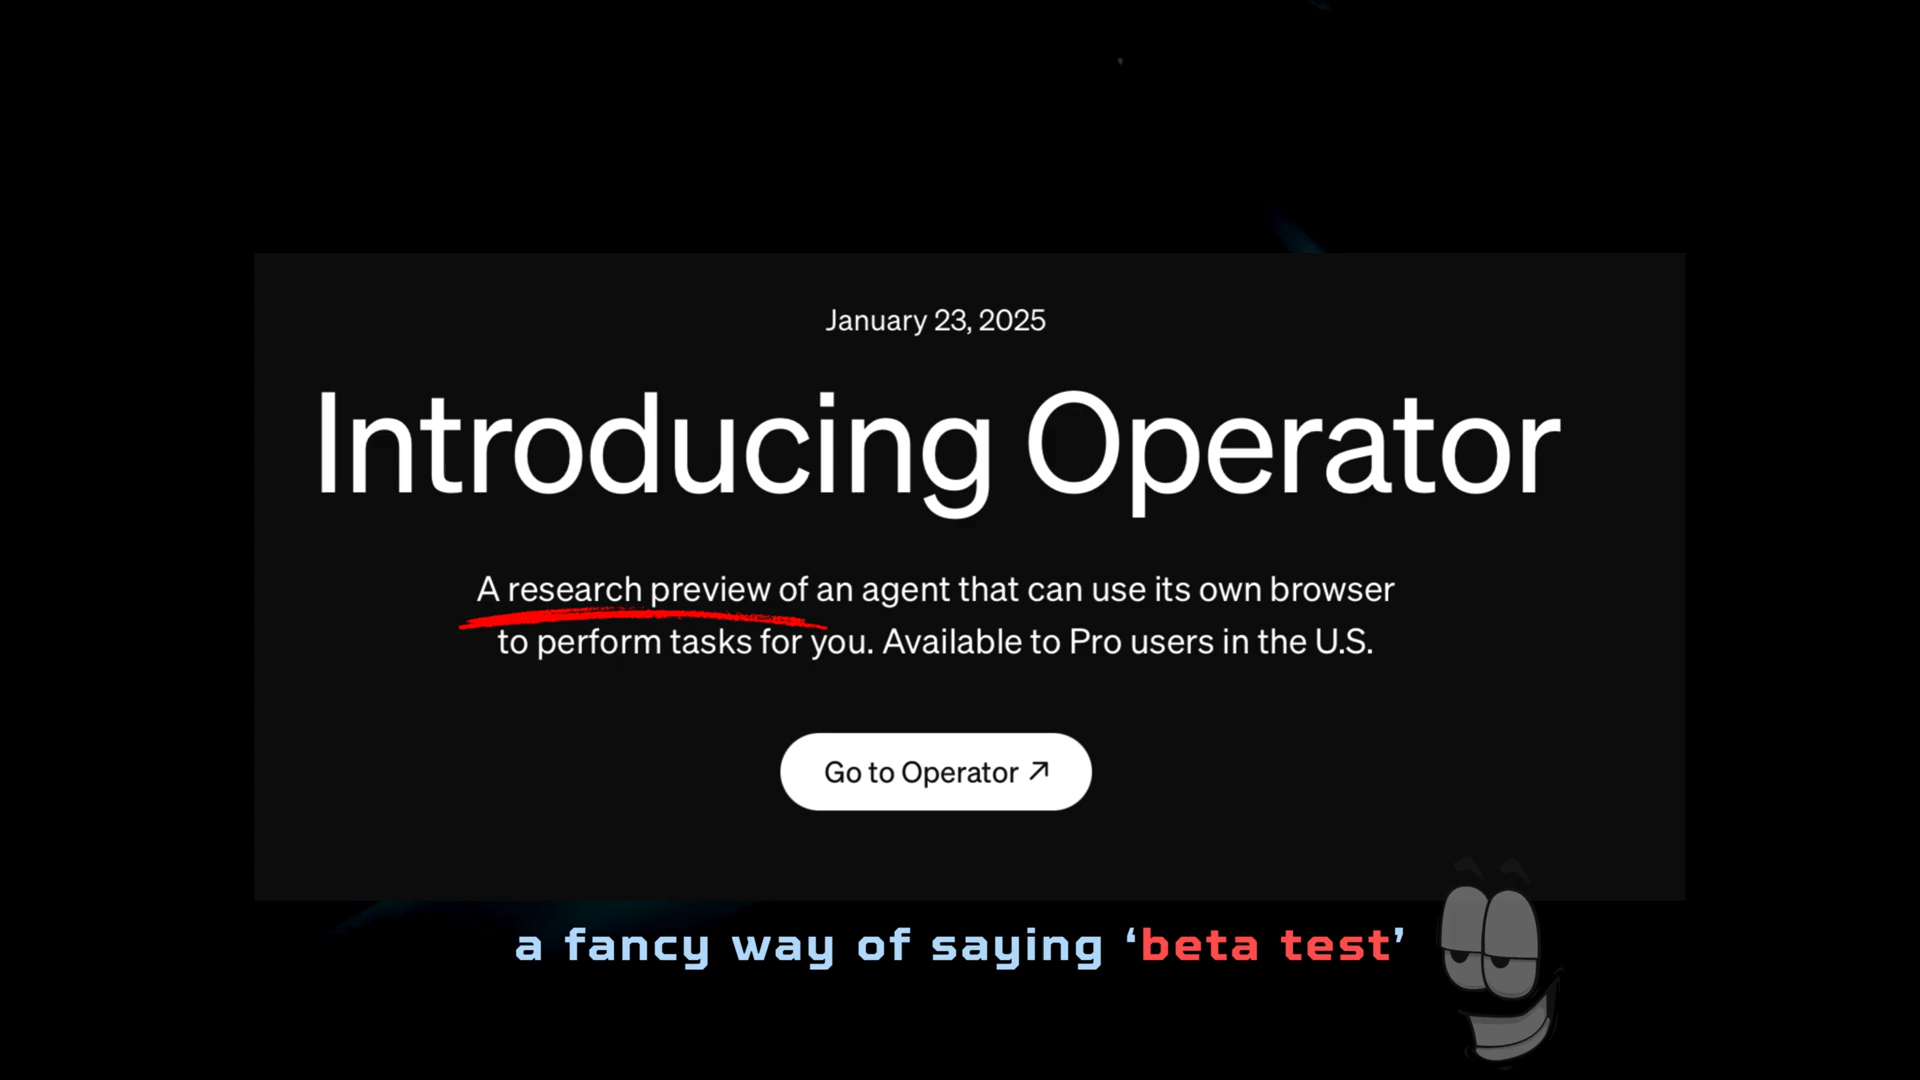 January 23, 2025
Introducing Operator
A research preview of an agent that can use its own browser
to perform tasks for you. Available to Pro users in the U.S.
Go to Operator ↗
a fancy way of saying ‘beta test’